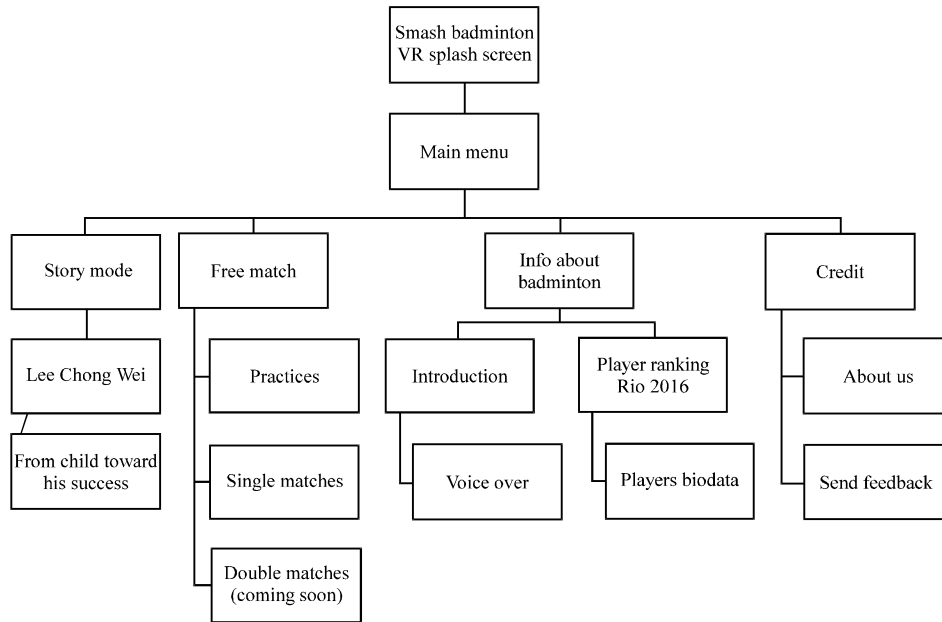 Smash badminton
VR splash screen
Main menu
Story mode
Free match
Info about
badminton
Credit
Lee Chong Wei
Practices
Introduction
Player ranking
Rio 2016
About us
From child toward
his success
Single matches
Voice over
Players biodata
Send feedback
Double matches
(coming soon)